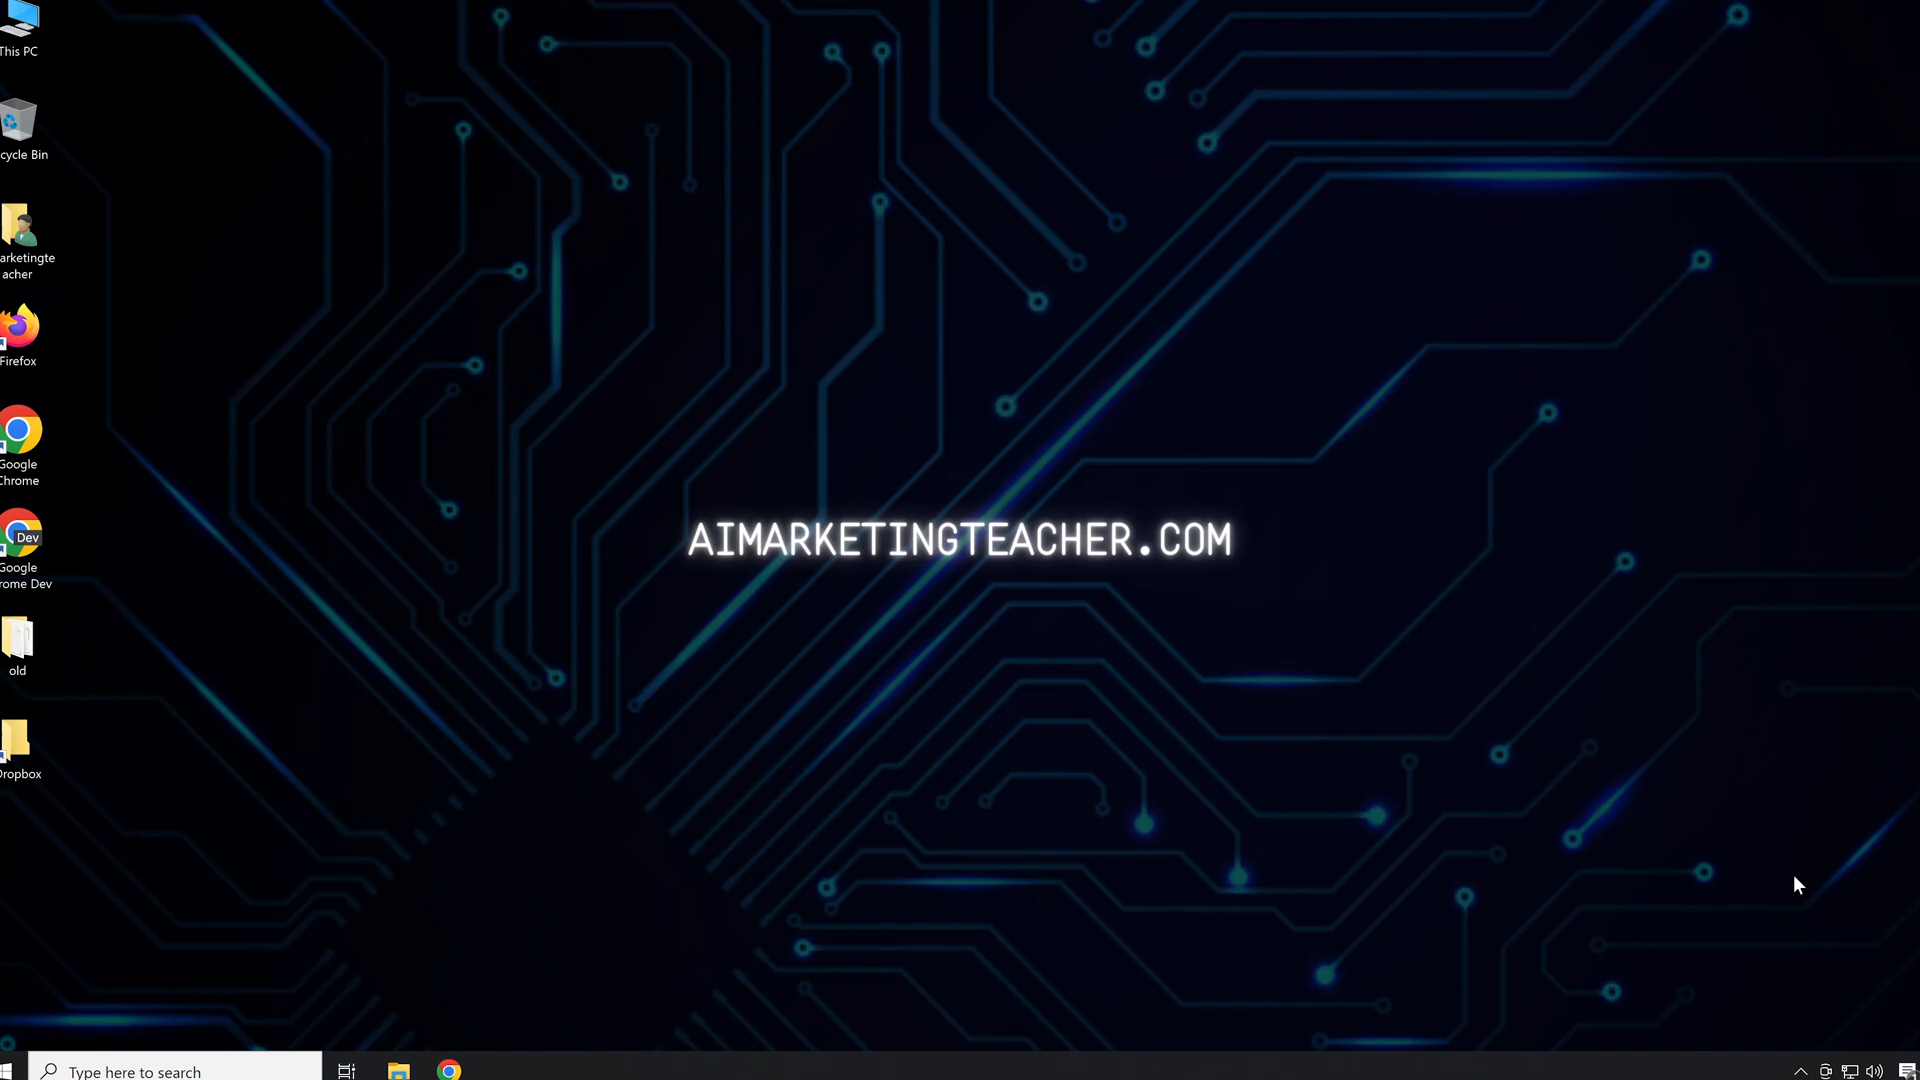 This PC
cycle Bin
arketingte
acher
Firefox
Google
Chrome
Dev
Google
rome Dev
old
Dropbox
AIMARKETINGTEACHER.COM
Type here to search